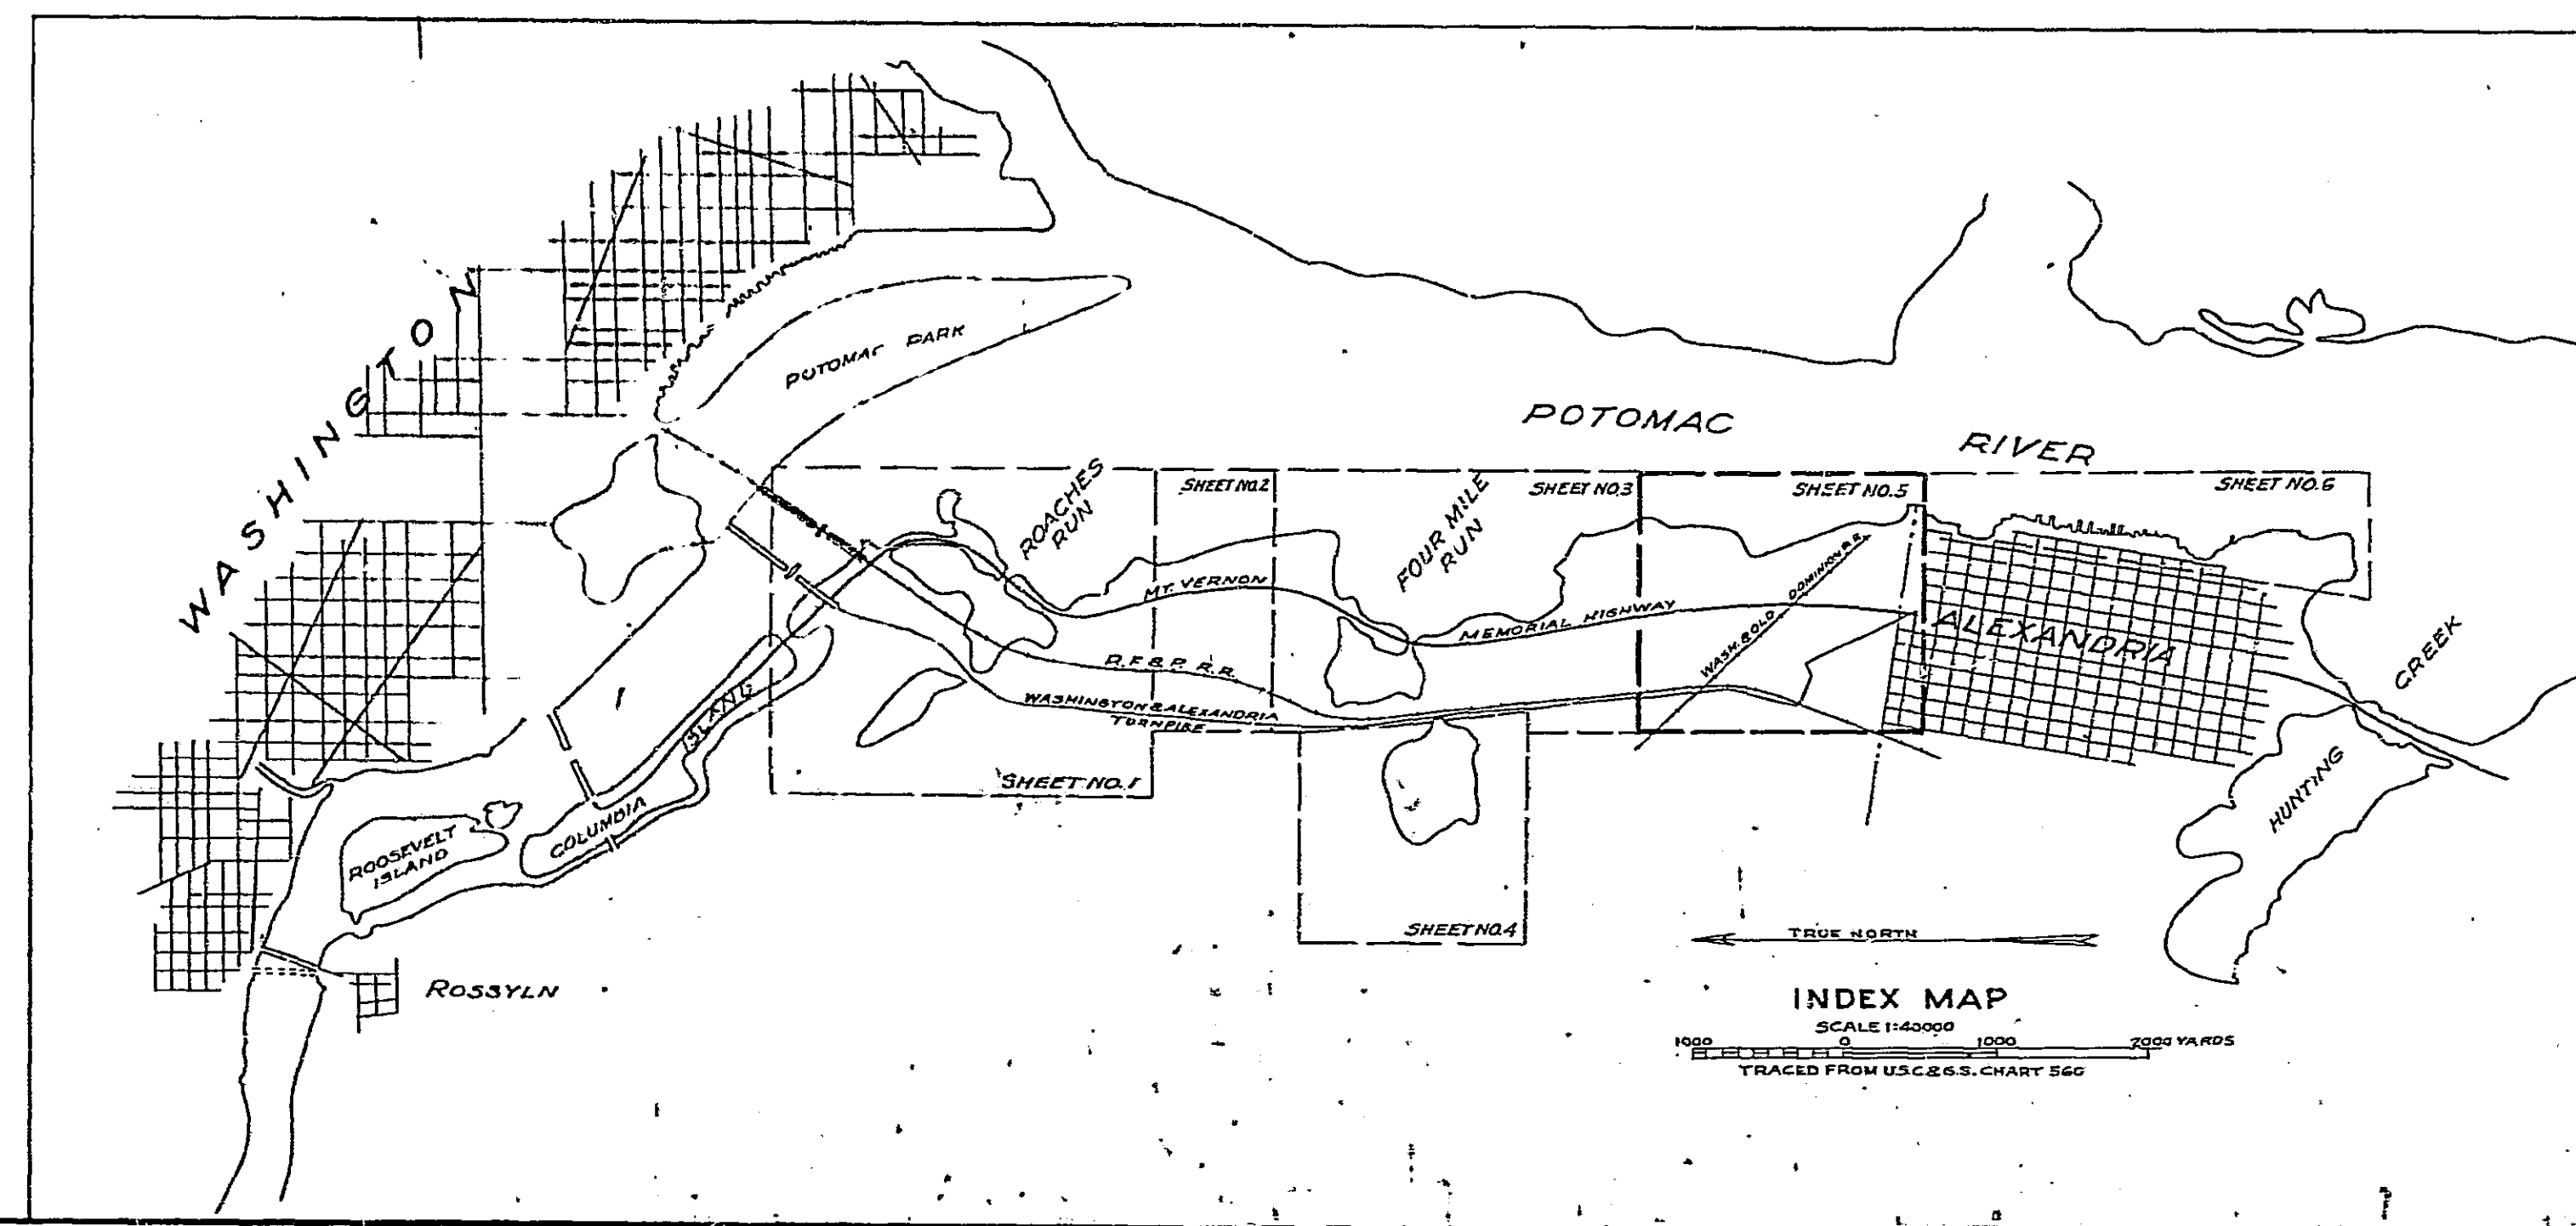 WASHINGTON
POTOMAC PARK
POTOMAC
RIVER
ROACHES
RUN
SHEET NO.2
FOUR MILE
RUN
SHEET NO.3
SHEET NO.5
SHEET NO.6
MT. VERNON
MEMORIAL HIGHWAY
WASH. & OLD DOMINION R.R.
ALEXANDRIA
R.F. & P. R.R.
WASHINGTON & ALEXANDRIA
TURNPIKE
SHEET NO.1
COLUMBIA
ISLAND
ROOSEVELT
ISLAND
HUNTING
CREEK
SHEET NO.4
TRUE NORTH
ROSSYLN
INDEX MAP
SCALE 1:40000
1000 0 1000 2000 YARDS
TRACED FROM U.S.C.&G.S. CHART 560